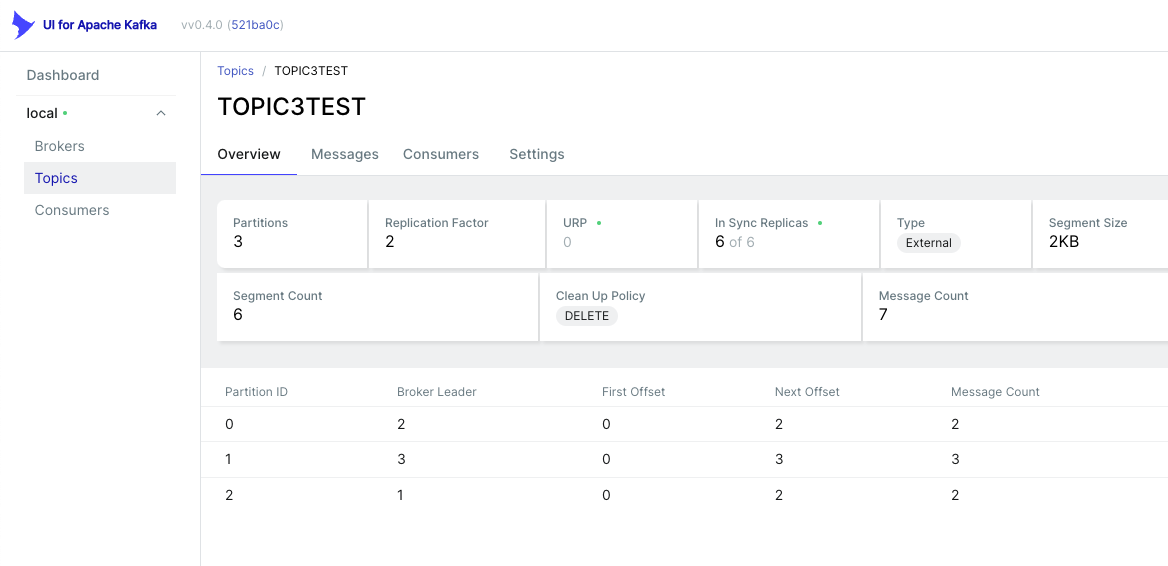 UI for Apache Kafka vv0.4.0 (521ba0c)
Dashboard
local
Brokers
Topics
Consumers
Topics / TOPIC3TEST
TOPIC3TEST
Overview Messages Consumers Settings
Partitions Replication Factor URP In Sync Replicas Type Segment Size
3 2 0 6 of 6 External 2KB
Segment Count Clean Up Policy Message Count
6 DELETE 7
Partition ID Broker Leader First Offset Next Offset Message Count
0 2 0 2 2
1 3 0 3 3
2 1 0 2 2